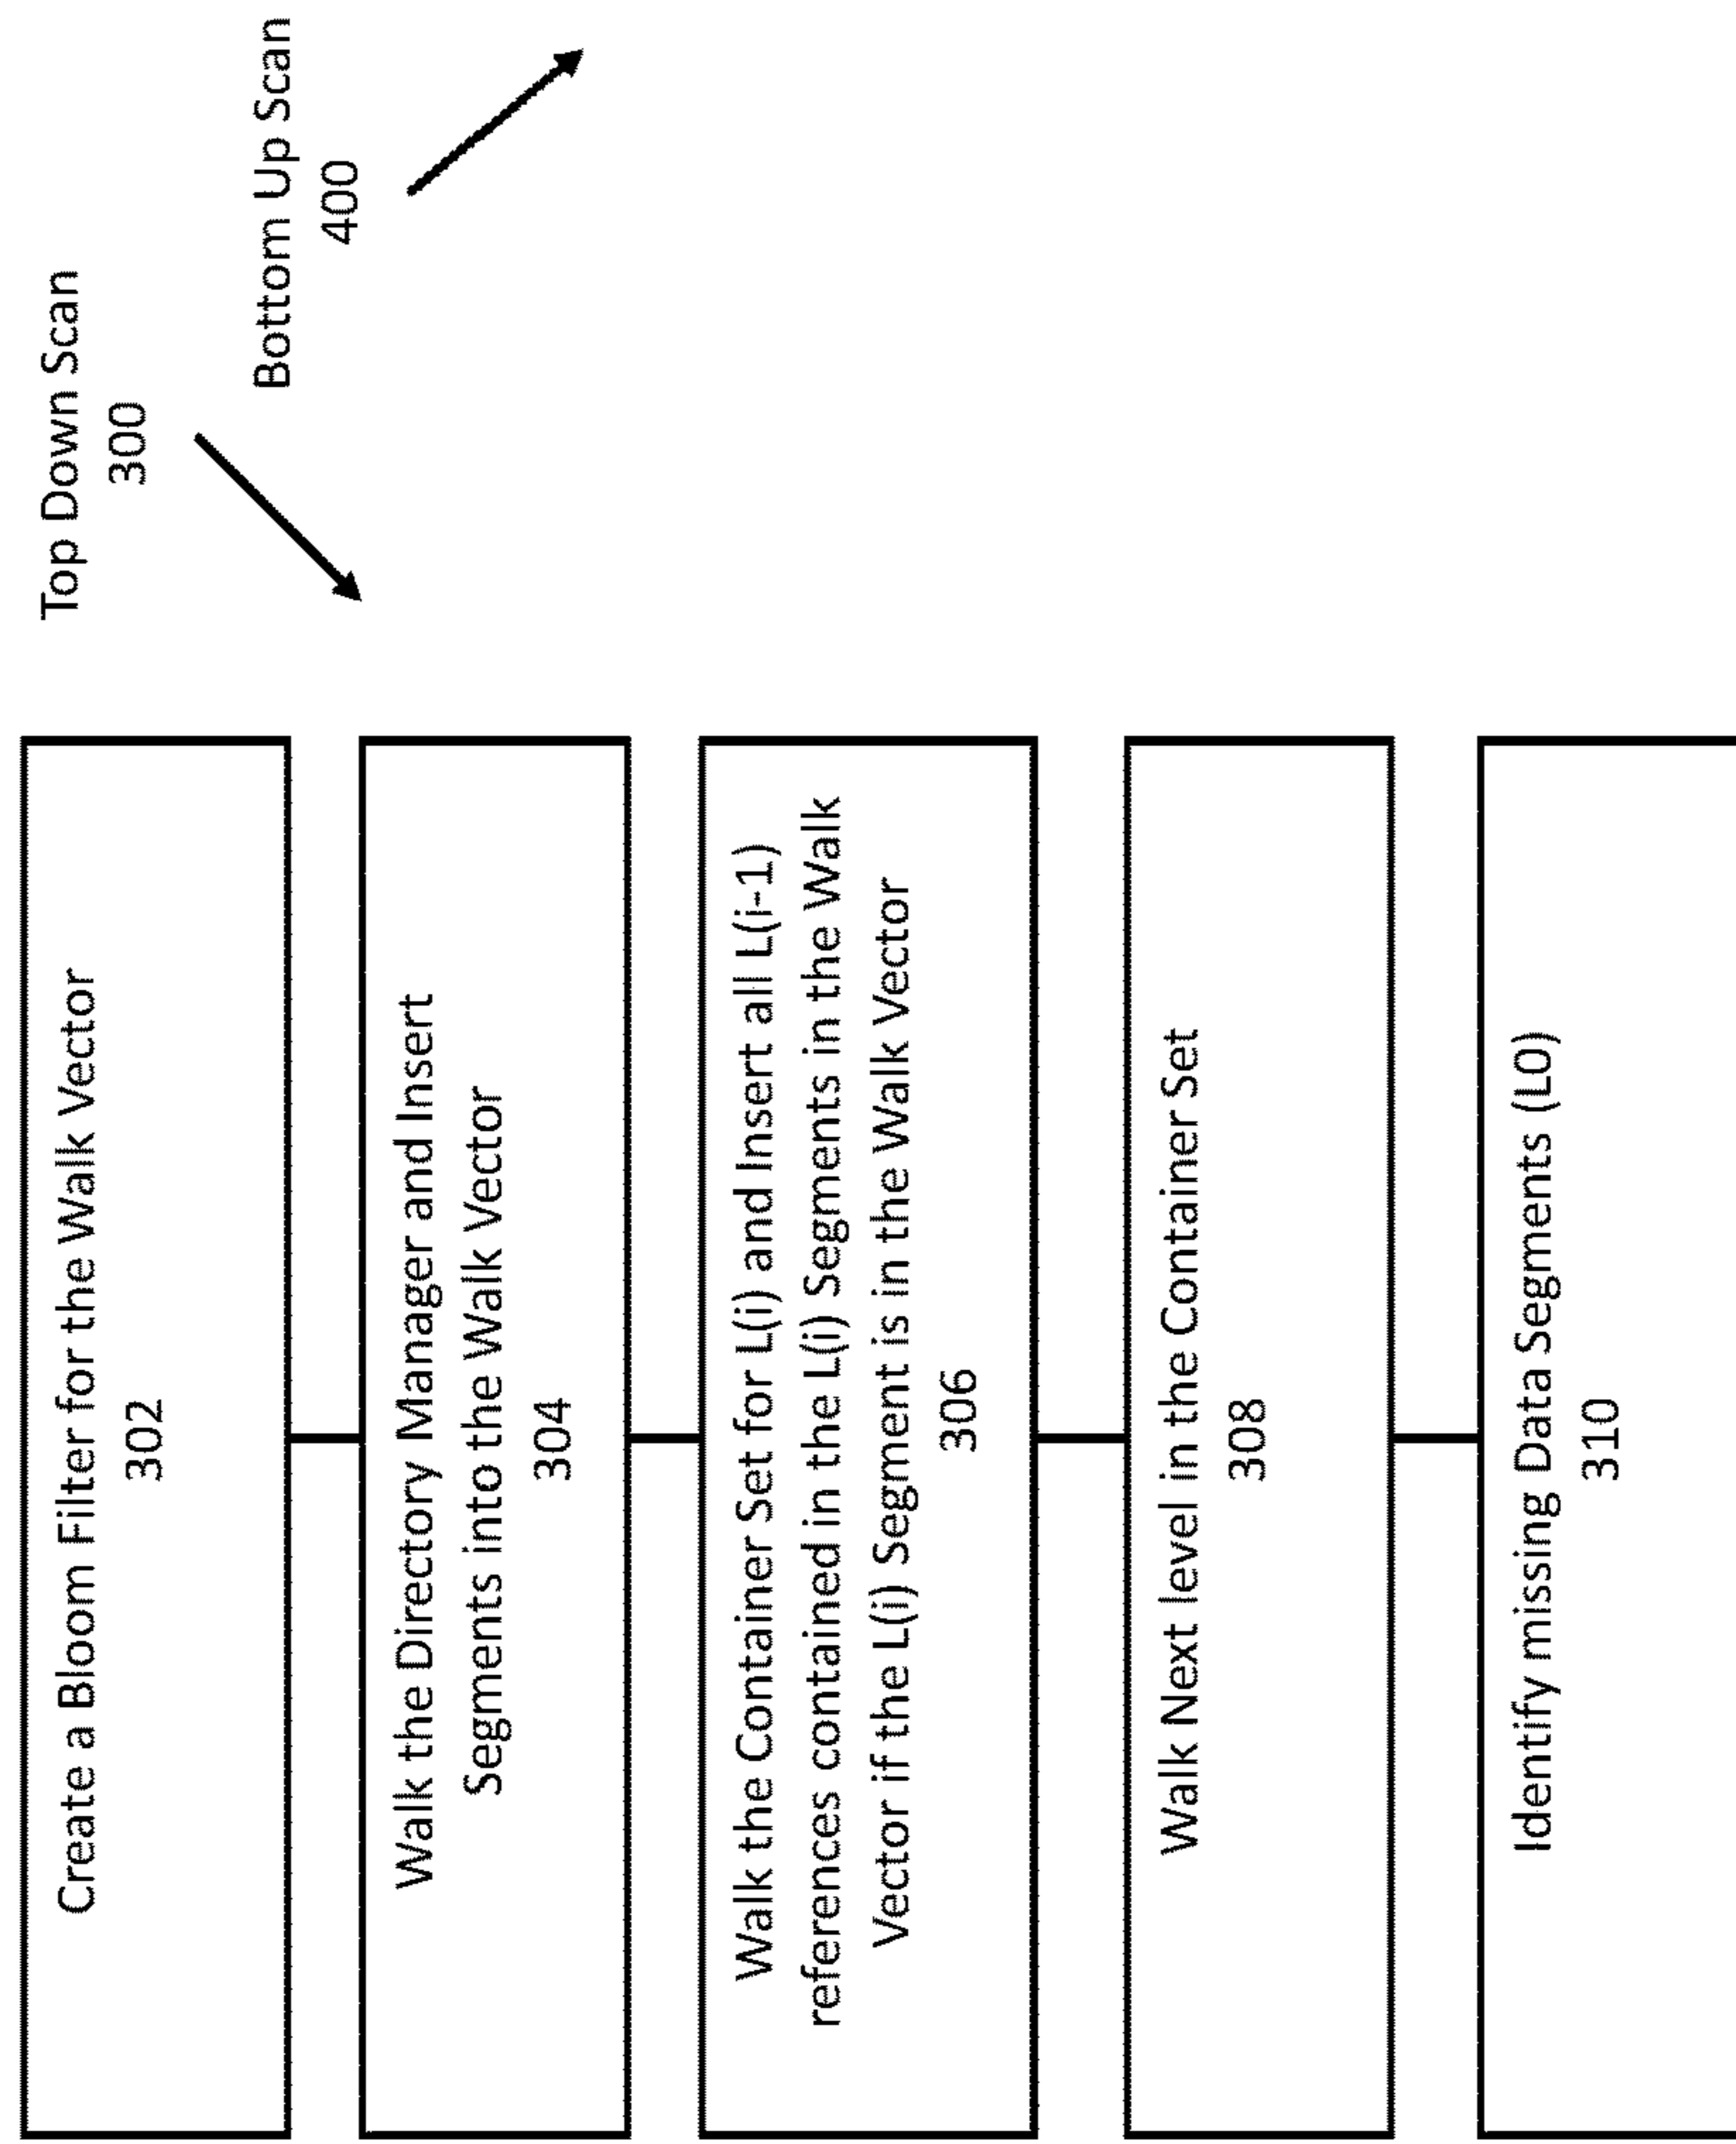 Top Down Scan
300
Bottom Up Scan
400
Create a Bloom Filter for the Walk Vector
302
Walk the Directory Manager and Insert
Segments into the Walk Vector
304
Walk the Container Set for L(i) and Insert all L(i-1)
references contained in the L(i) Segments in the Walk
Vector if the L(i) Segment is in the Walk Vector
306
Walk Next level in the Container Set
308
Identify missing Data Segments (L0)
310